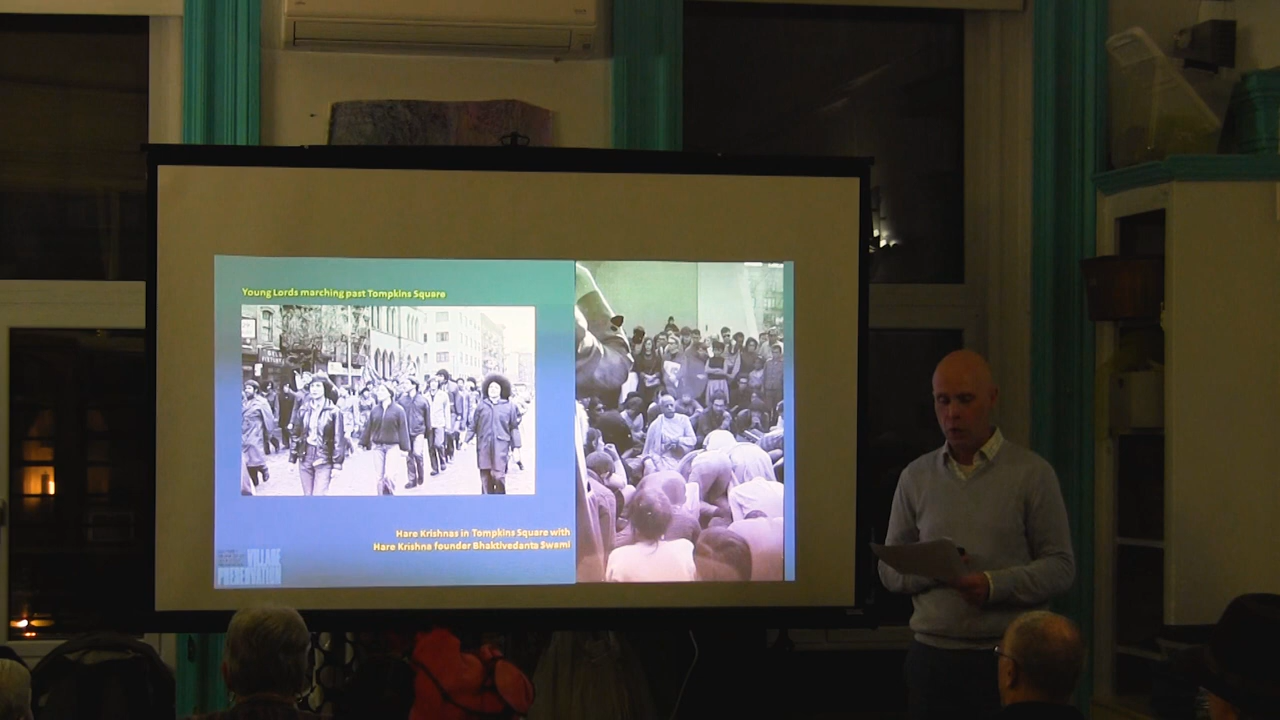 Young Lords marching past Tompkins Square
Hare Krishnas in Tompkins Square with
Hare Krishna founder Bhaktivedanta Swami
VILLAGE
PRESERVATION